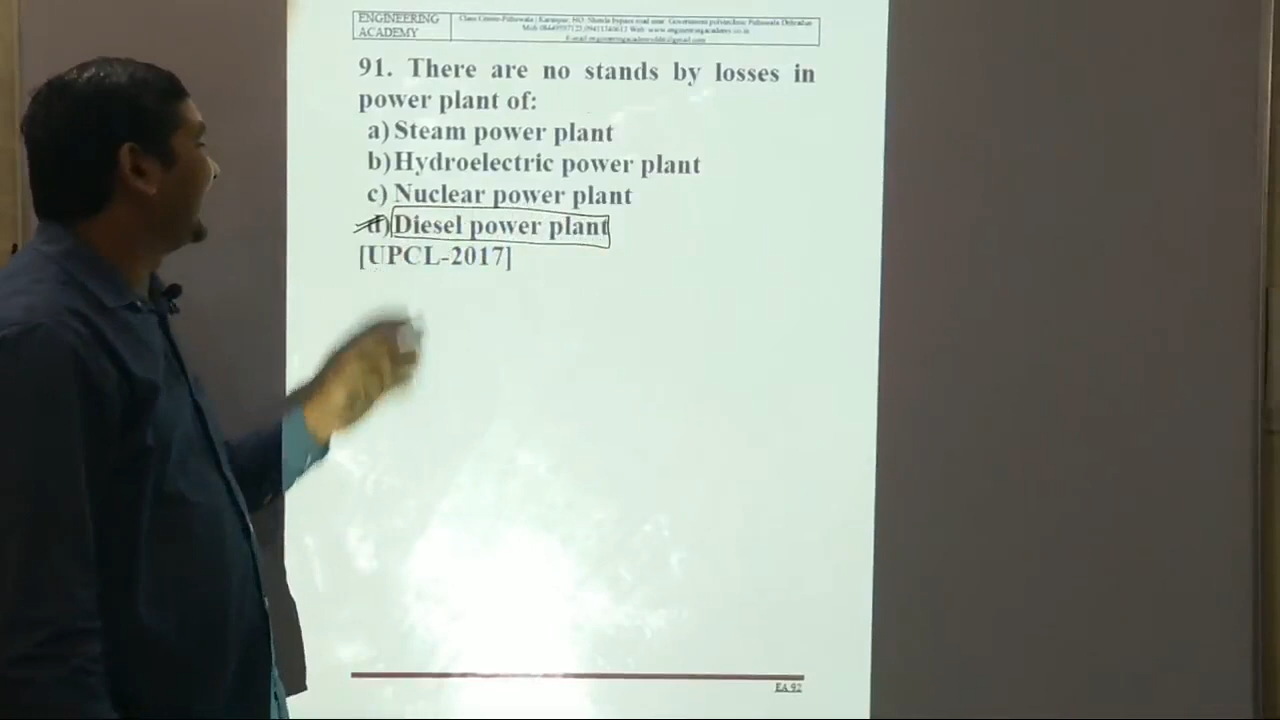 ENGINEERING
ACADEMY
91. There are no stands by losses in
power plant of:
a) Steam power plant
b) Hydroelectric power plant
c) Nuclear power plant
d) Diesel power plant
[UPCL-2017]
EA 92